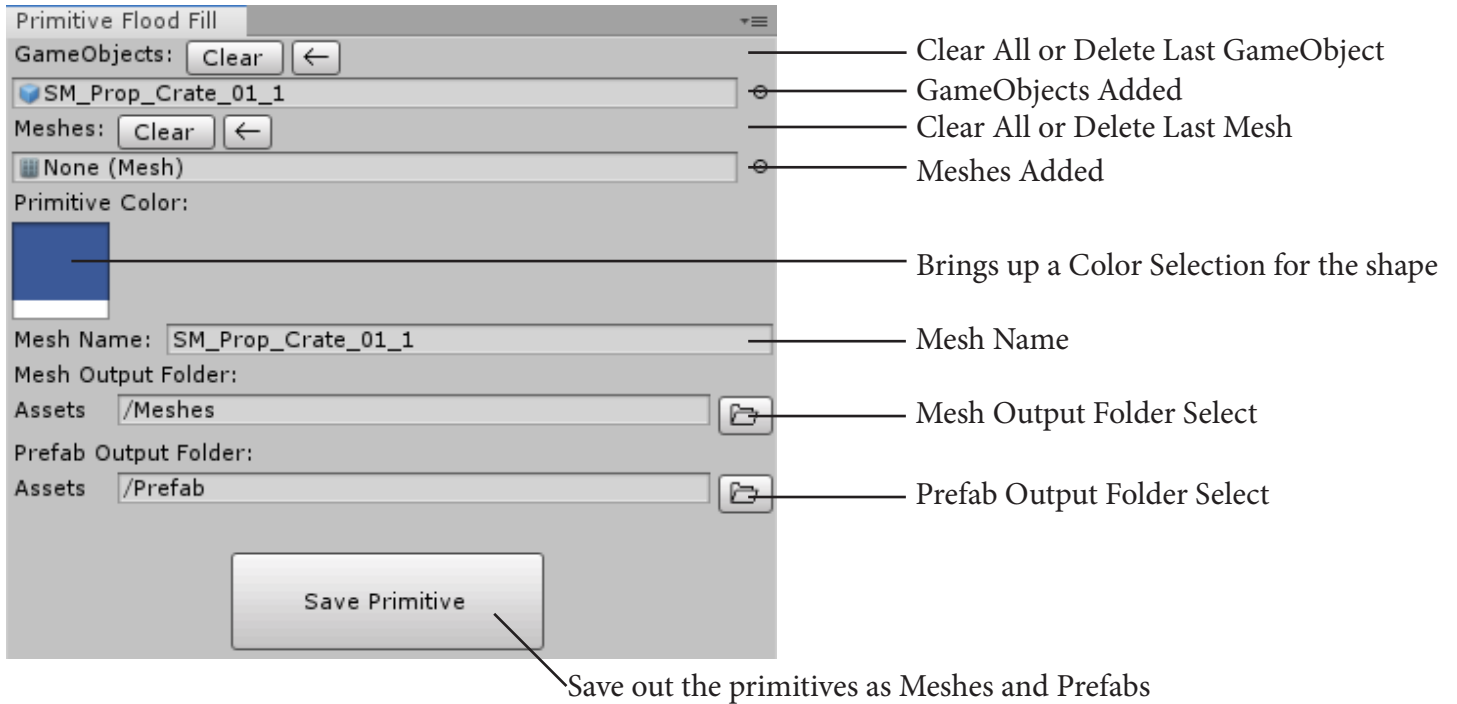 Primitive Flood Fill
GameObjects: Clear ← Clear All or Delete Last GameObject
SM_Prop_Crate_01_1 GameObjects Added
Meshes: Clear ← Clear All or Delete Last Mesh
None (Mesh) Meshes Added
Primitive Color:
Brings up a Color Selection for the shape
Mesh Name: SM_Prop_Crate_01_1 Mesh Name
Mesh Output Folder:
Assets /Meshes Mesh Output Folder Select
Prefab Output Folder:
Assets /Prefab Prefab Output Folder Select
Save Primitive
Save out the primitives as Meshes and Prefabs